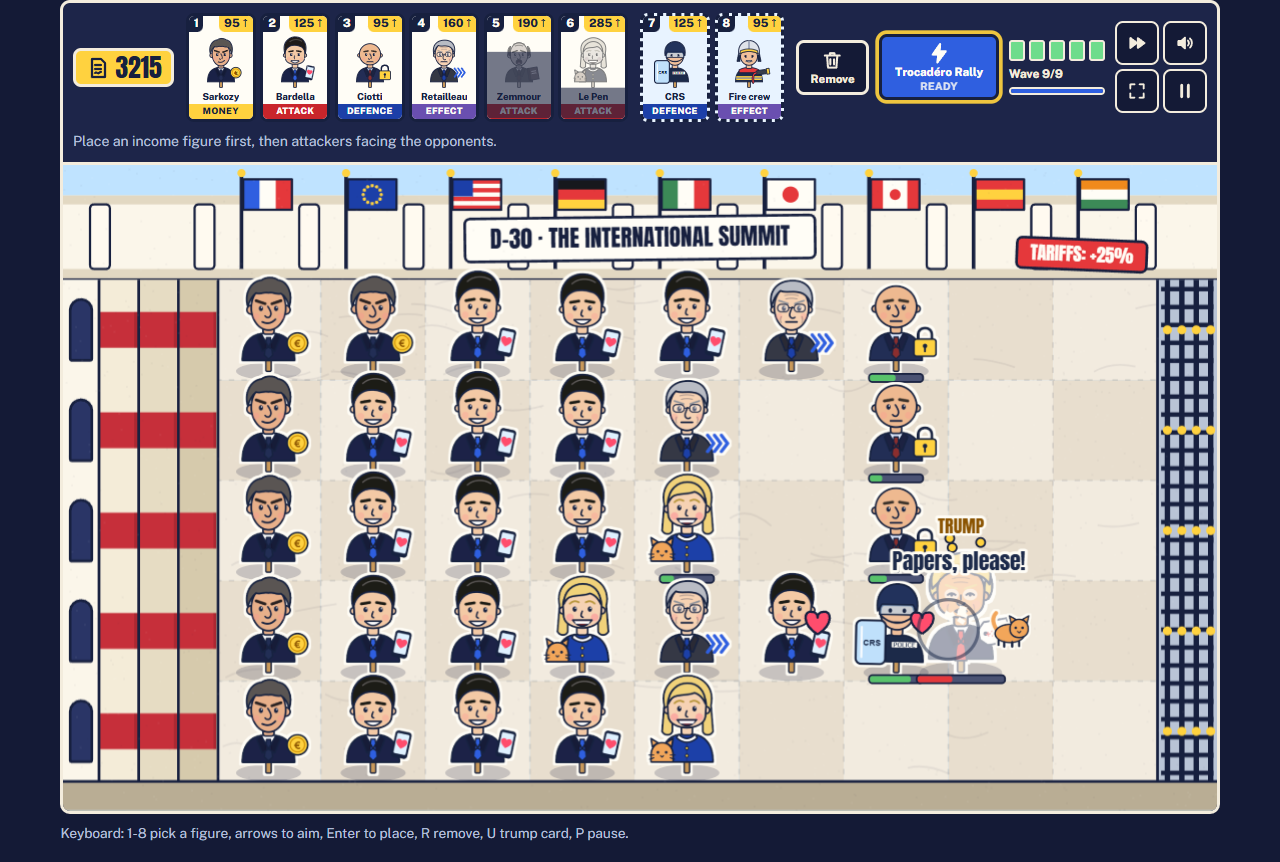 3215
1 95 ↑
Sarkozy
MONEY
2 125 ↑
Bardella
ATTACK
3 95 ↑
Ciotti
DEFENCE
4 160 ↑
Retailleau
EFFECT
5 190 ↑
Zemmour
ATTACK
6 285 ↑
Le Pen
ATTACK
7 125 ↑
CRS
DEFENCE
8 95 ↑
Fire crew
EFFECT
Remove
Trocadéro Rally
READY
Wave 9/9
Place an income figure first, then attackers facing the opponents.
D-30 · THE INTERNATIONAL SUMMIT
TARIFFS: +25%
TRUMP
Papers, please!
CRS
POLICE
Keyboard: 1-8 pick a figure, arrows to aim, Enter to place, R remove, U trump card, P pause.